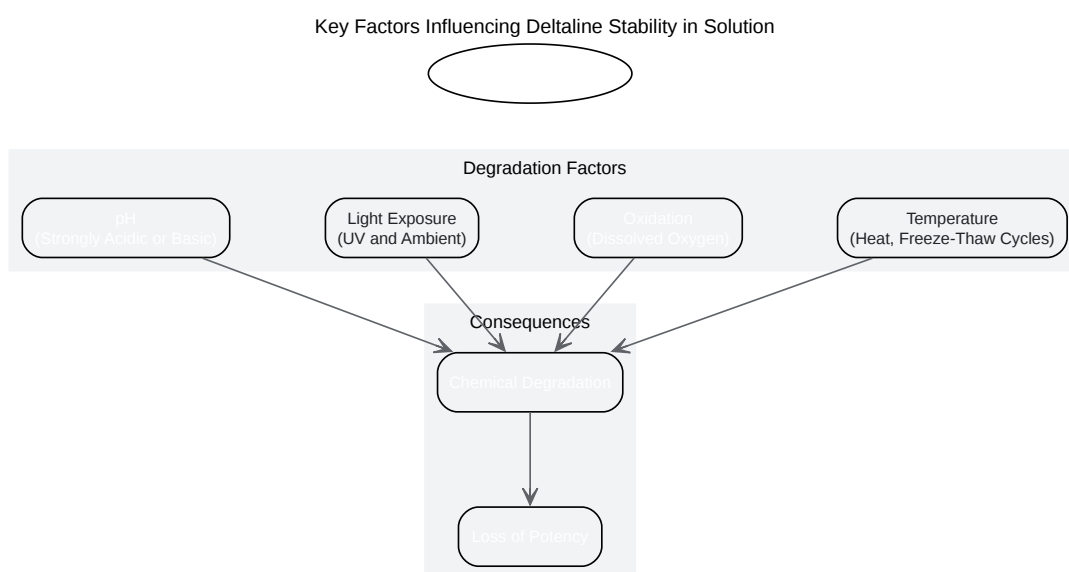 Key Factors Influencing Deltaline Stability in Solution
Degradation Factors
pH
(Strongly Acidic or Basic)
Light Exposure
(UV and Ambient)
Oxidation
(Dissolved Oxygen)
Temperature
(Heat, Freeze-Thaw Cycles)
Consequences
Chemical Degradation
Loss of Potency